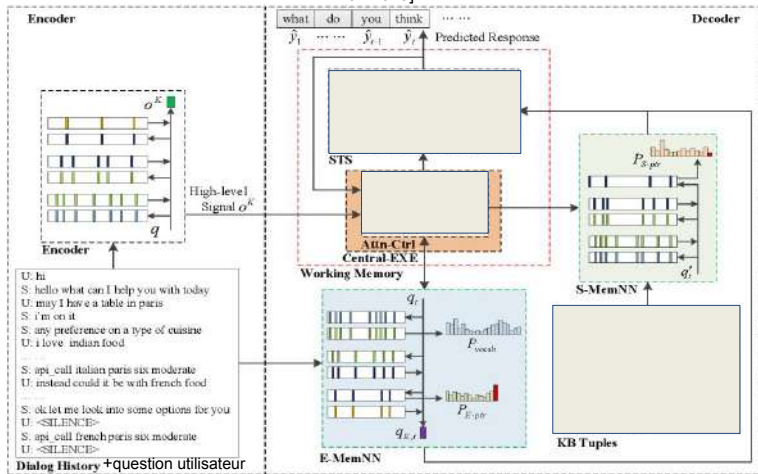 Encoder
Decoder
what do you think ... ...
ŷ₁ ... ... ŷₜ₋₁ ŷₜ Predicted Response
oᴷ
STS
P_S-ptr
High-level
Signal oᴷ
q
Encoder
Attn-Ctrl
Central-EXE
Working Memory
q'ₜ
S-MemNN
U: hi
S: hello what can I help you with today
U: may I have a table in paris
S: i'm on it
S: any preference on a type of cuisine
U: i love indian food
... ...
S: api_call italian paris six moderate
U: instead could it be with french food
... ...
S: ok let me look into some options for you
U: <SILENCE>
S: api_call french paris six moderate
U: <SILENCE>
Dialog History +question utilisateur
qₜ
P_vocab
P_E-ptr
q_E,t
E-MemNN
KB Tuples